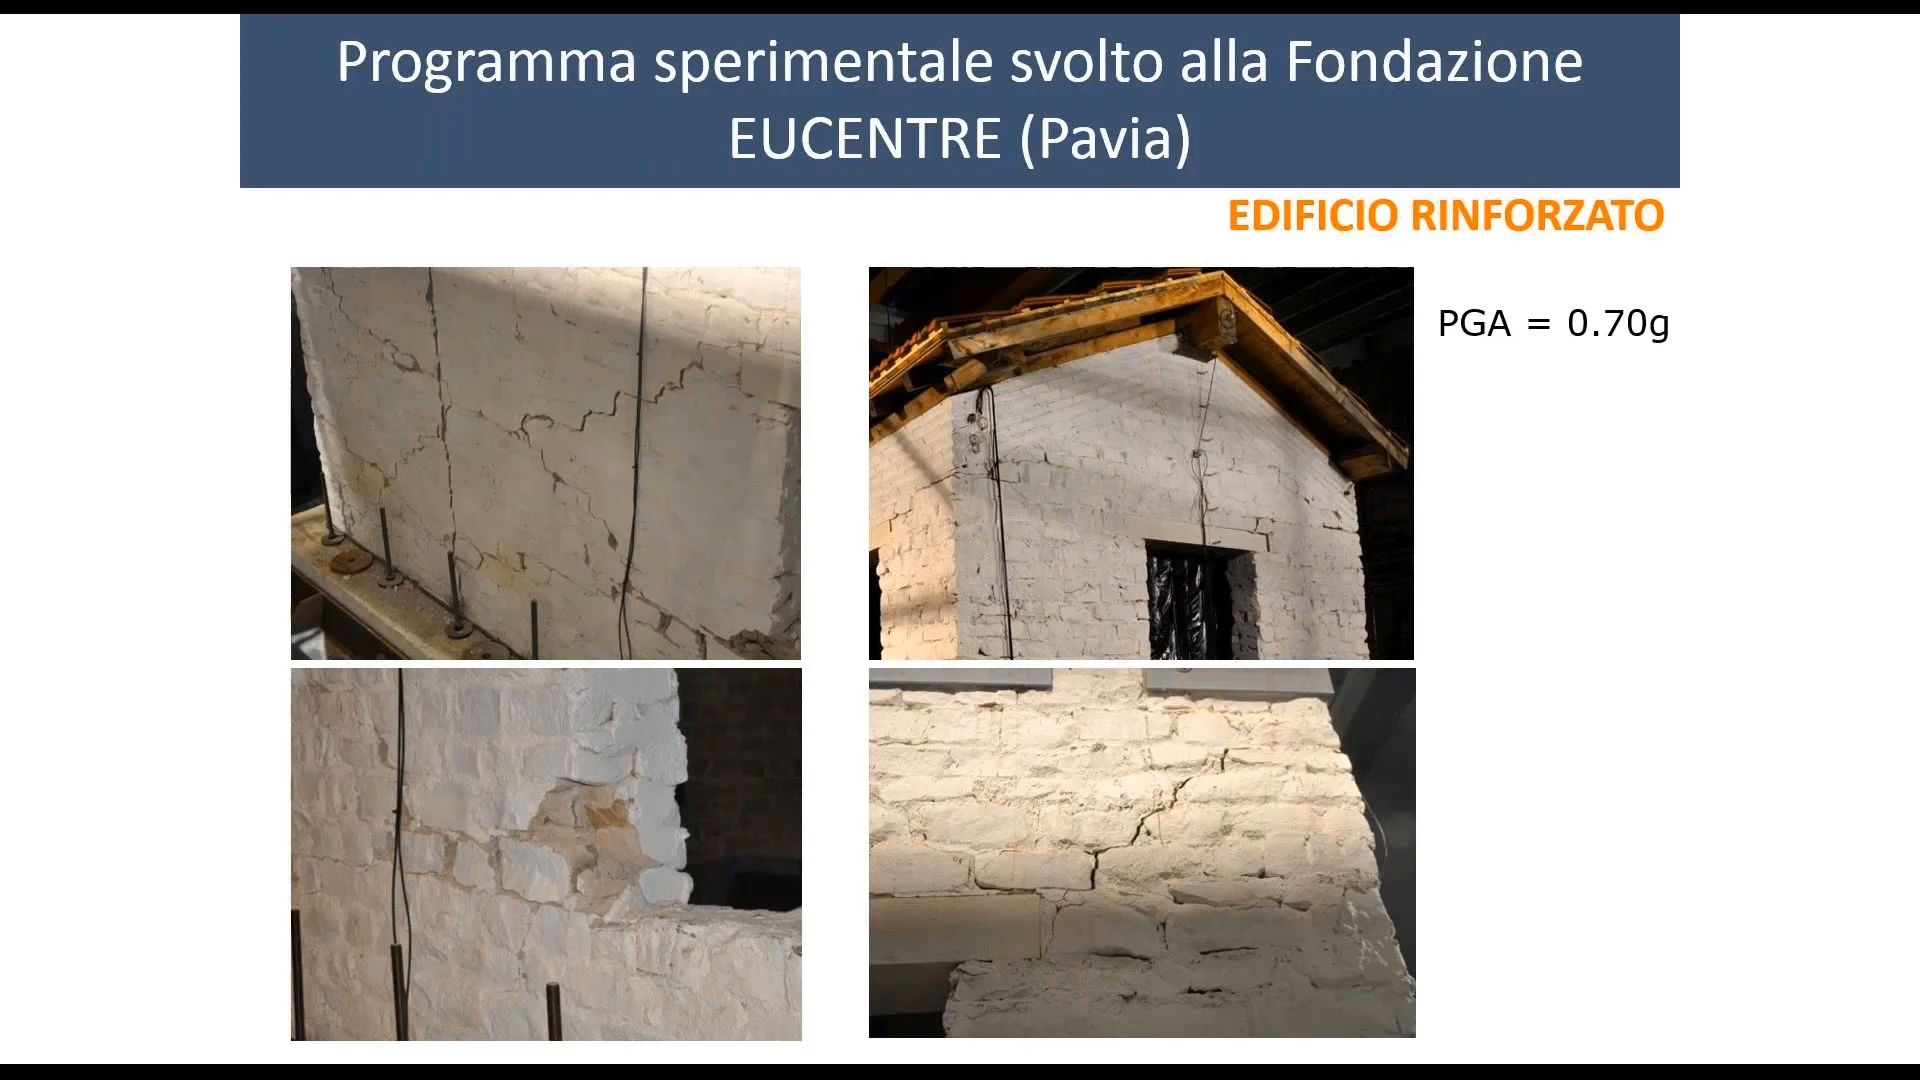 Programma sperimentale svolto alla Fondazione
EUCENTRE (Pavia)
EDIFICIO RINFORZATO
PGA = 0.70g